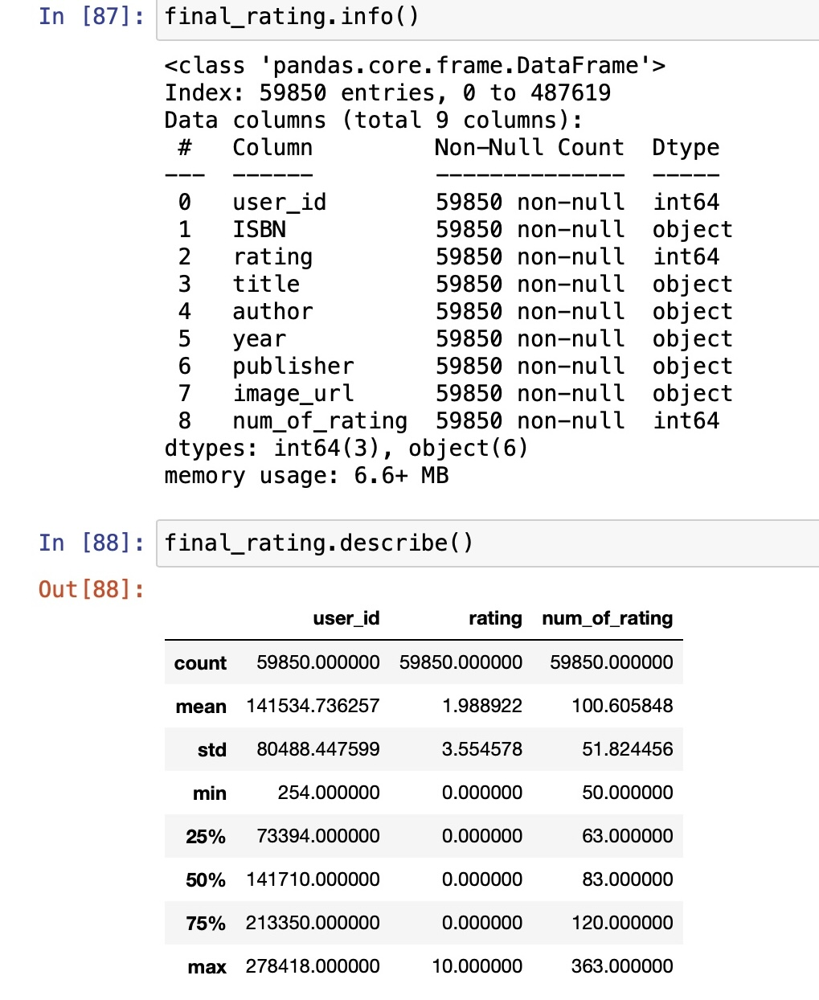 In [87]: final_rating.info()
<class 'pandas.core.frame.DataFrame'>
Index: 59850 entries, 0 to 487619
Data columns (total 9 columns):
 #   Column         Non-Null Count  Dtype
---  ------         --------------  -----
 0   user_id        59850 non-null  int64
 1   ISBN           59850 non-null  object
 2   rating         59850 non-null  int64
 3   title          59850 non-null  object
 4   author         59850 non-null  object
 5   year           59850 non-null  object
 6   publisher      59850 non-null  object
 7   image_url      59850 non-null  object
 8   num_of_rating  59850 non-null  int64
dtypes: int64(3), object(6)
memory usage: 6.6+ MB
In [88]: final_rating.describe()
Out[88]:
user_id rating num_of_rating
count 59850.000000 59850.000000 59850.000000
mean 141534.736257 1.988922 100.605848
std 80488.447599 3.554578 51.824456
min 254.000000 0.000000 50.000000
25% 73394.000000 0.000000 63.000000
50% 141710.000000 0.000000 83.000000
75% 213350.000000 0.000000 120.000000
max 278418.000000 10.000000 363.000000